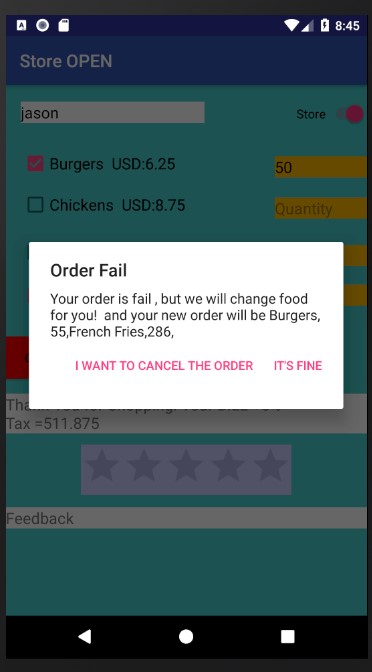 8:45
Store OPEN
jason
Store
Burgers USD:6.25
50
Chickens USD:8.75
Quantity
Order Fail
Your order is fail , but we will change food
for you! and your new order will be Burgers,
55,French Fries,286,
I WANT TO CANCEL THE ORDER
IT'S FINE
Tax =511.875
Feedback